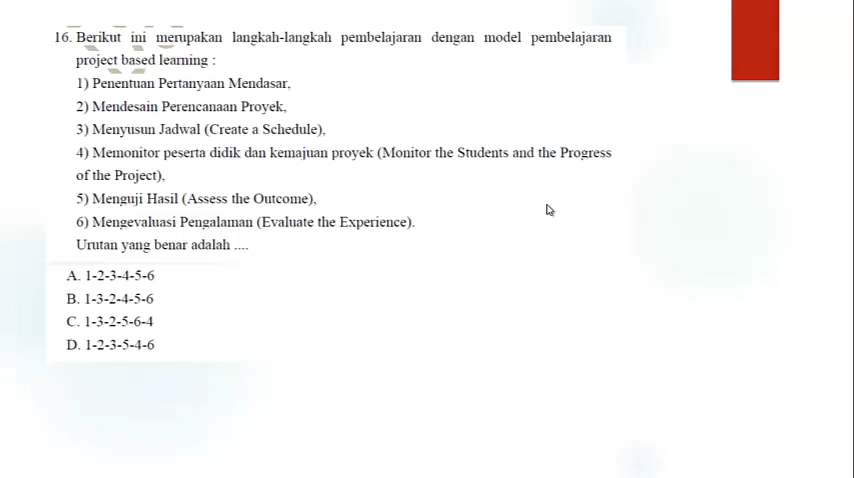 16. Berikut ini merupakan langkah-langkah pembelajaran dengan model pembelajaran
project based learning :
1) Penentuan Pertanyaan Mendasar,
2) Mendesain Perencanaan Proyek,
3) Menyusun Jadwal (Create a Schedule),
4) Memonitor peserta didik dan kemajuan proyek (Monitor the Students and the Progress
of the Project),
5) Menguji Hasil (Assess the Outcome),
6) Mengevaluasi Pengalaman (Evaluate the Experience).
Urutan yang benar adalah ....
A. 1-2-3-4-5-6
B. 1-3-2-4-5-6
C. 1-3-2-5-6-4
D. 1-2-3-5-4-6